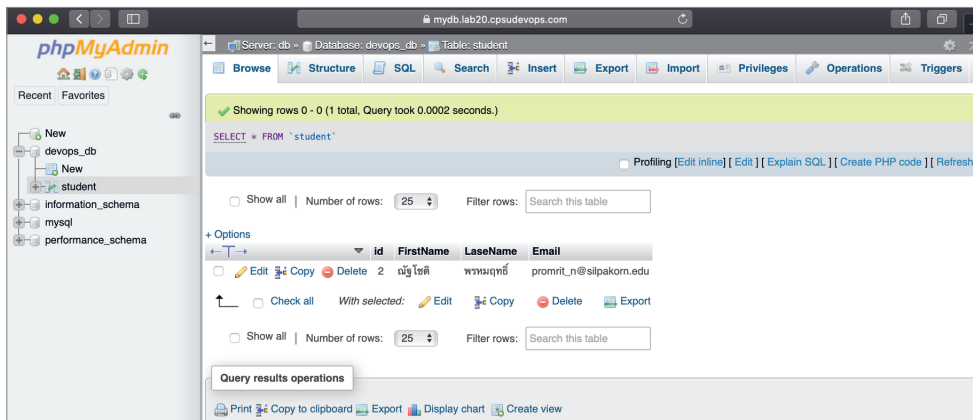 mydb.lab20.cpsudevops.com
phpMyAdmin
Recent Favorites
New
devops_db
New
student
information_schema
mysql
performance_schema
Server: db » Database: devops_db » Table: student
Browse Structure SQL Search Insert Export Import Privileges Operations Triggers
Showing rows 0 - 0 (1 total, Query took 0.0002 seconds.)
SELECT * FROM `student`
Profiling [Edit inline] [ Edit ] [ Explain SQL ] [ Create PHP code ] [ Refresh
Show all | Number of rows: 25 Filter rows: Search this table
+ Options
←T→ ▼ id FirstName LaseName Email
Edit Copy Delete 2 ณัฐโชติ พรหมฤทธิ์ promrit_n@silpakorn.edu
Check all With selected: Edit Copy Delete Export
Show all | Number of rows: 25 Filter rows: Search this table
Query results operations
Print Copy to clipboard Export Display chart Create view